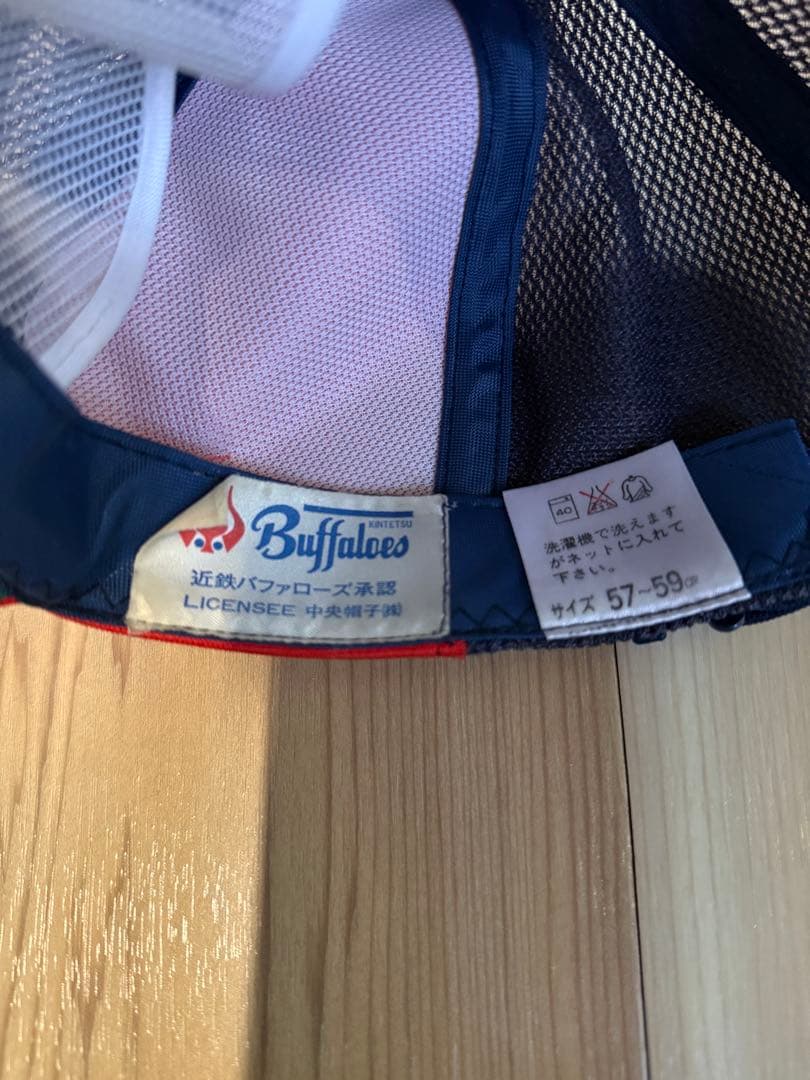 KINTETSU
Buffaloes
近鉄バファローズ承認
LICENSEE 中央帽子㈱
40
洗濯機で洗えます
がネットに入れて
下さい。
サイズ 57~59㎝